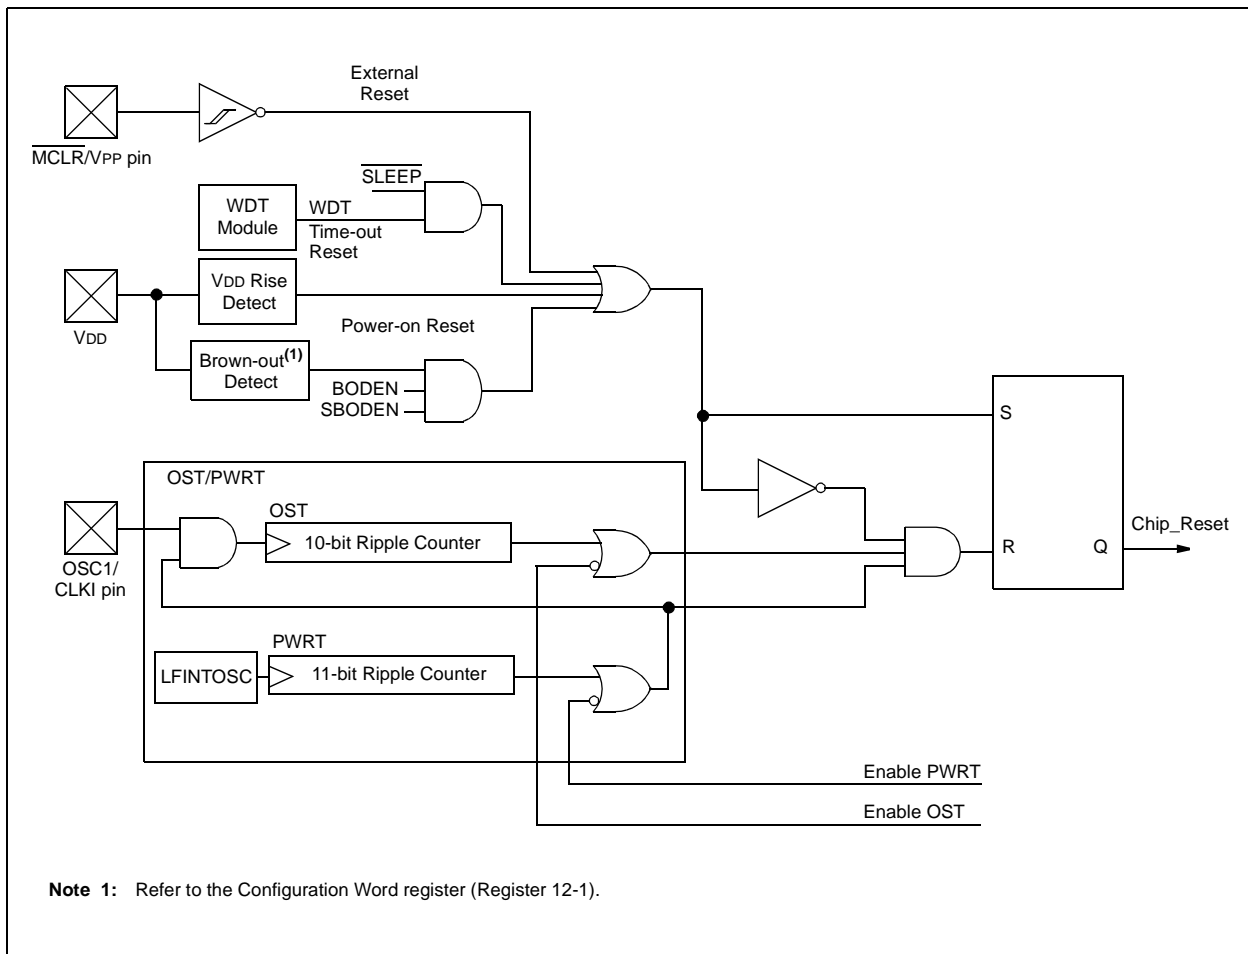 External
Reset
MCLR/VPP pin
SLEEP
WDT
Module
WDT
Time-out
Reset
VDD
VDD Rise
Detect
Power-on Reset
Brown-out(1)
Detect
BODEN
SBODEN
S
R
Q
Chip_Reset
OST/PWRT
OST
10-bit Ripple Counter
OSC1/
CLKI pin
PWRT
LFINTOSC
11-bit Ripple Counter
Enable PWRT
Enable OST
Note 1: Refer to the Configuration Word register (Register 12-1).